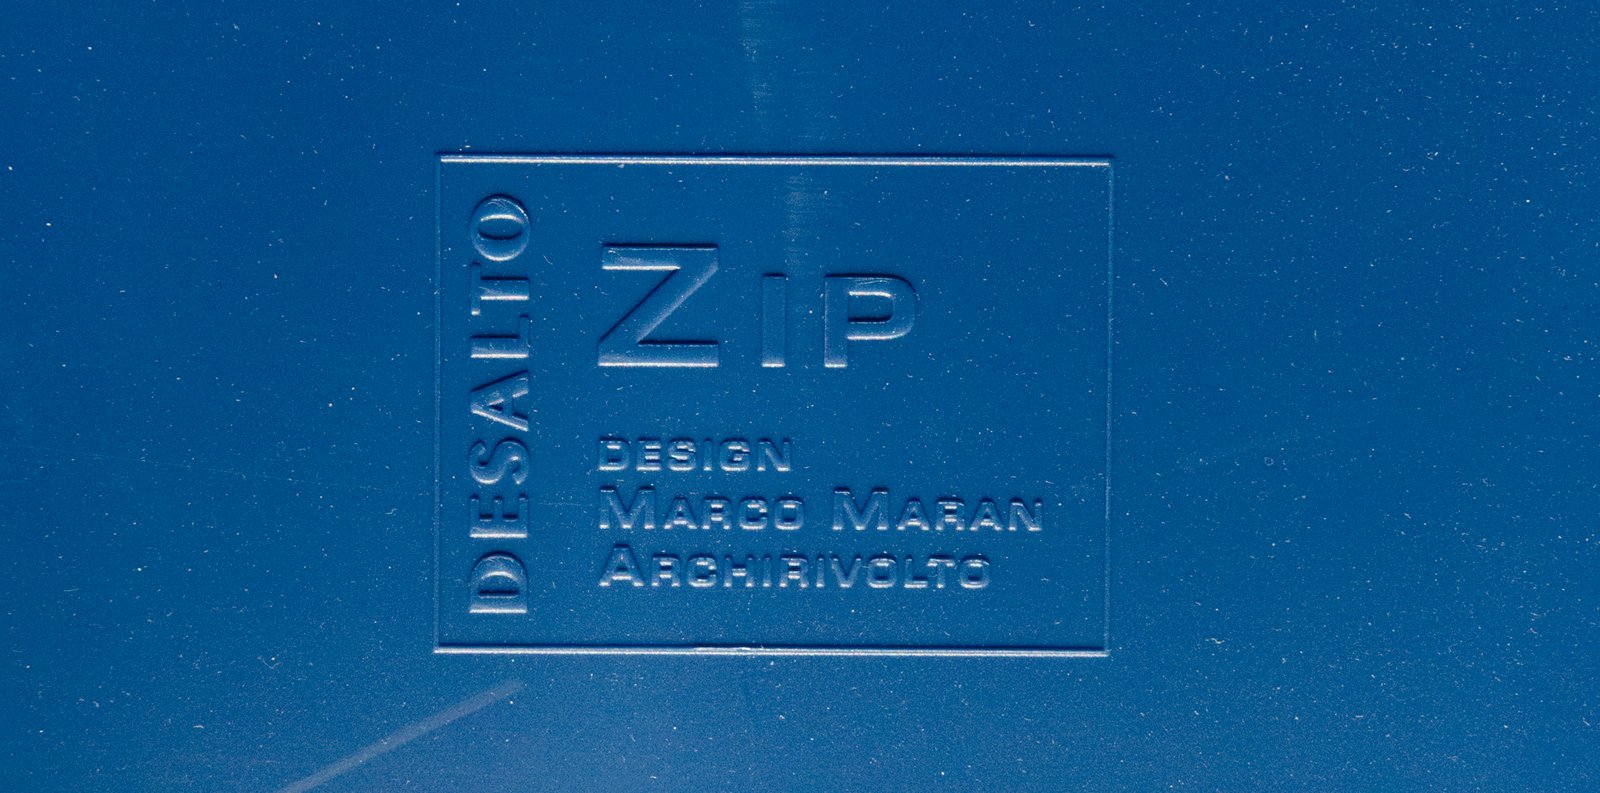 DESALTO
ZIP
DESIGN
MARCO MARAN
ARCHIRIVOLTO